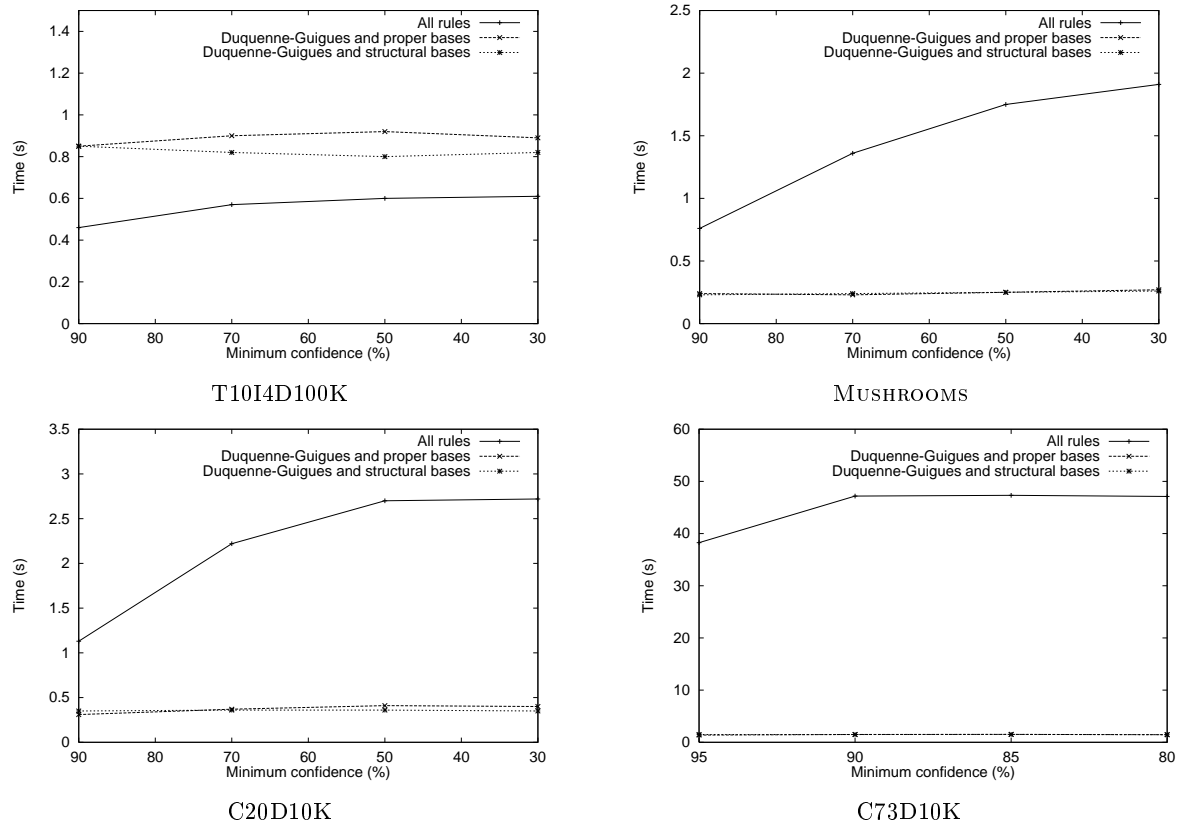 1.4
1.2
1
0.8
0.6
0.4
0.2
0
Time (s)
All rules
Duquenne-Guigues and proper bases
Duquenne-Guigues and structural bases
90 80 70 60 50 40 30
Minimum confidence (%)
T10I4D100K
2.5
2
1.5
1
0.5
0
Time (s)
All rules
Duquenne-Guigues and proper bases
Duquenne-Guigues and structural bases
90 80 70 60 50 40 30
Minimum confidence (%)
MUSHROOMS
3.5
3
2.5
2
1.5
1
0.5
0
Time (s)
All rules
Duquenne-Guigues and proper bases
Duquenne-Guigues and structural bases
90 80 70 60 50 40 30
Minimum confidence (%)
C20D10K
60
50
40
30
20
10
0
Time (s)
All rules
Duquenne-Guigues and proper bases
Duquenne-Guigues and structural bases
95 90 85 80
Minimum confidence (%)
C73D10K